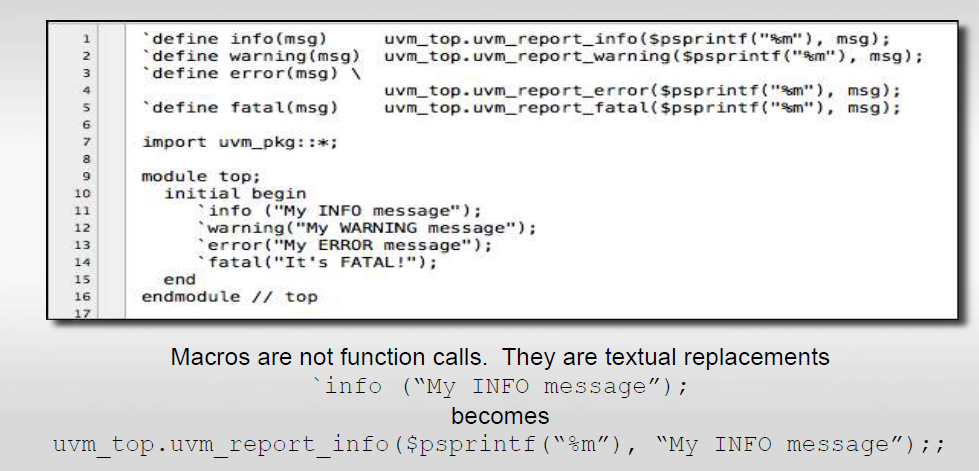 1 `define info(msg) uvm_top.uvm_report_info($psprintf("%m"), msg);
2 `define warning(msg) uvm_top.uvm_report_warning($psprintf("%m"), msg);
3 `define error(msg) \
4 uvm_top.uvm_report_error($psprintf("%m"), msg);
5 `define fatal(msg) uvm_top.uvm_report_fatal($psprintf("%m"), msg);
6
7 import uvm_pkg::*;
8
9 module top;
10 initial begin
11 `info ("My INFO message");
12 `warning("My WARNING message");
13 `error("My ERROR message");
14 `fatal("It's FATAL!");
15 end
16 endmodule // top
17
Macros are not function calls. They are textual replacements
`info (“My INFO message”);
becomes
uvm_top.uvm_report_info($psprintf(“%m”), “My INFO message”);;